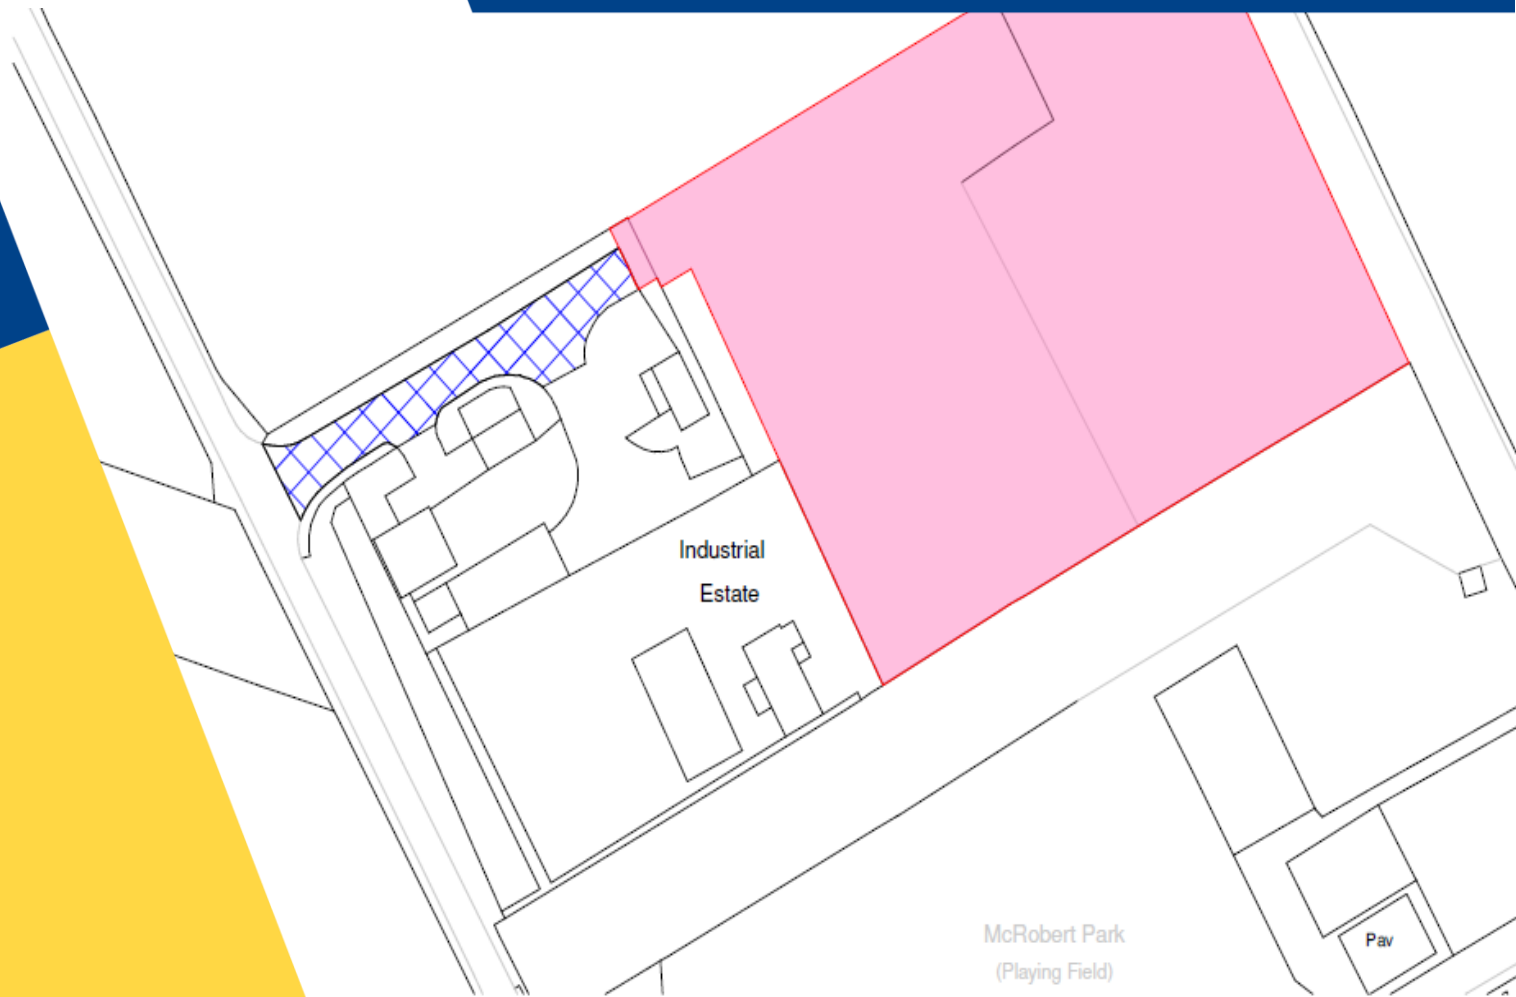 Industrial
Estate
McRobert Park
(Playing Field)
Pav